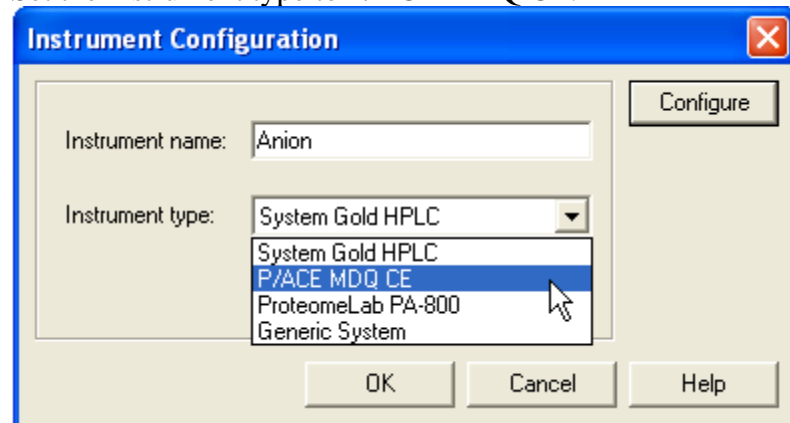 Instrument Configuration
Configure
Instrument name: Anion
Instrument type: System Gold HPLC
System Gold HPLC
P/ACE MDQ CE
ProteomeLab PA-800
Generic System
OK Cancel Help